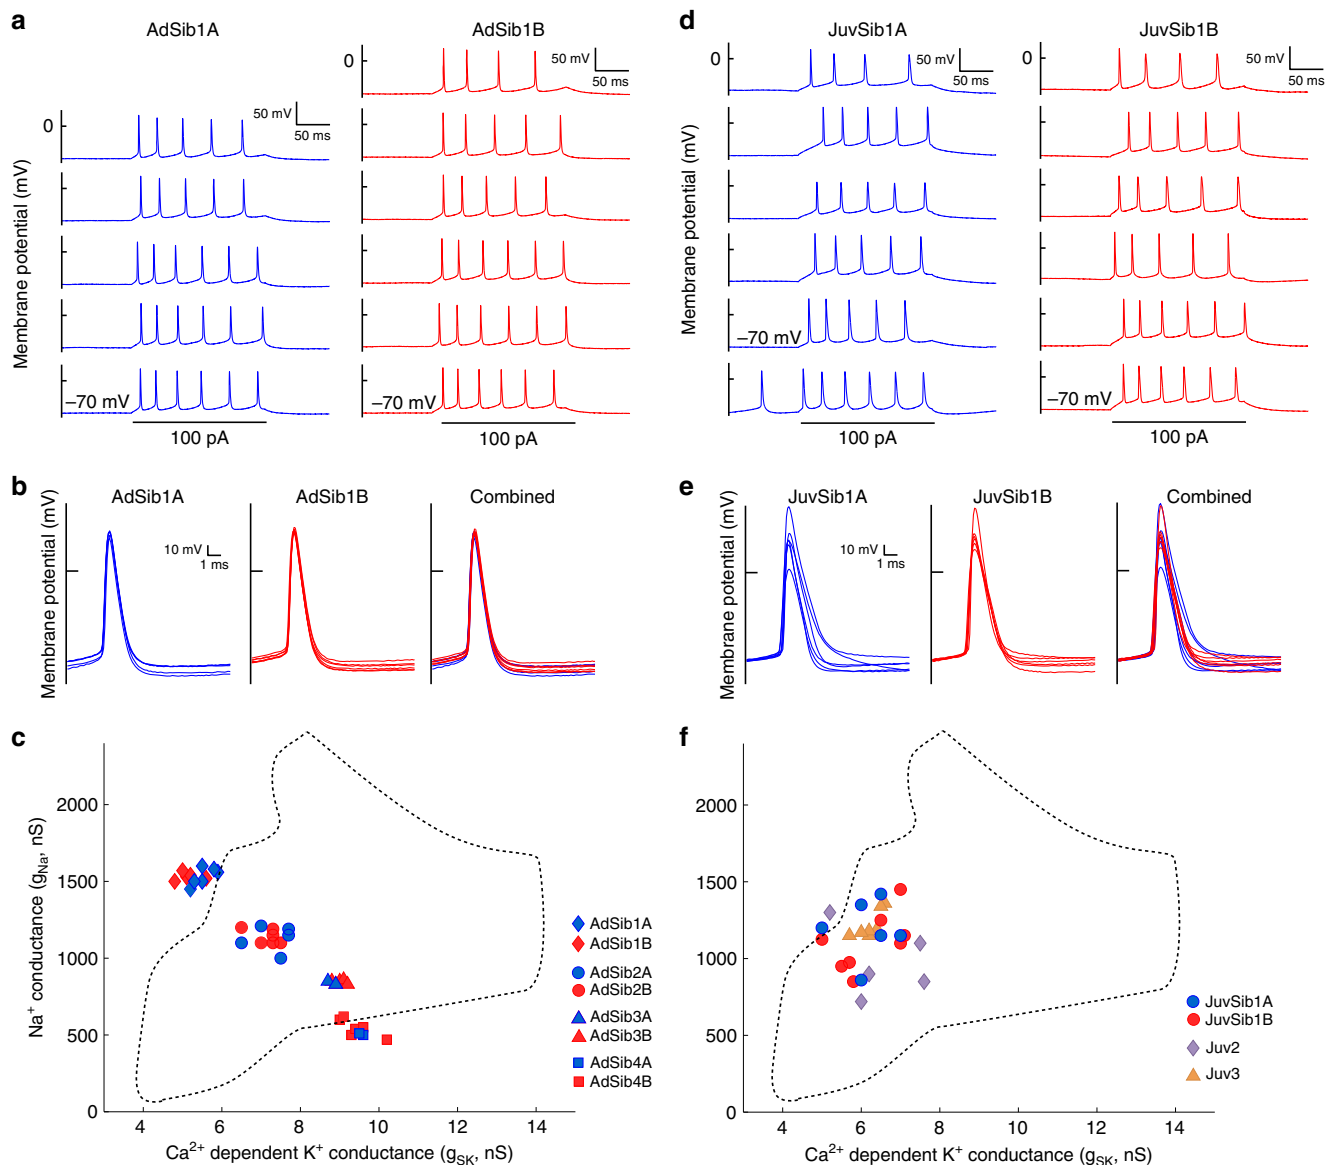 a
AdSib1A
AdSib1B
0
50 mV
50 ms
50 mV
50 ms
0
Membrane potential (mV)
–70 mV
–70 mV
100 pA
100 pA
d
JuvSib1A
JuvSib1B
0
50 mV
50 ms
0
50 mV
50 ms
Membrane potential (mV)
–70 mV
–70 mV
100 pA
100 pA
b
AdSib1A
AdSib1B
Combined
Membrane potential (mV)
10 mV
1 ms
e
JuvSib1A
JuvSib1B
Combined
Membrane potential (mV)
10 mV
1 ms
c
Na⁺ conductance (g_Na, nS)
2000
1500
1000
500
0
4 6 8 10 12 14
Ca²⁺ dependent K⁺ conductance (g_SK, nS)
AdSib1A
AdSib1B
AdSib2A
AdSib2B
AdSib3A
AdSib3B
AdSib4A
AdSib4B
f
2000
1500
1000
500
0
4 6 8 10 12 14
Ca²⁺ dependent K⁺ conductance (g_SK, nS)
JuvSib1A
JuvSib1B
Juv2
Juv3